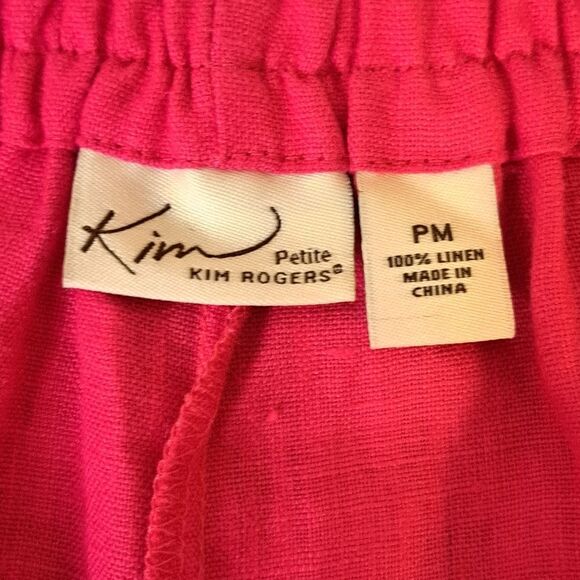 Kim
Petite
KIM ROGERS®
PM
100% LINEN
MADE IN
CHINA